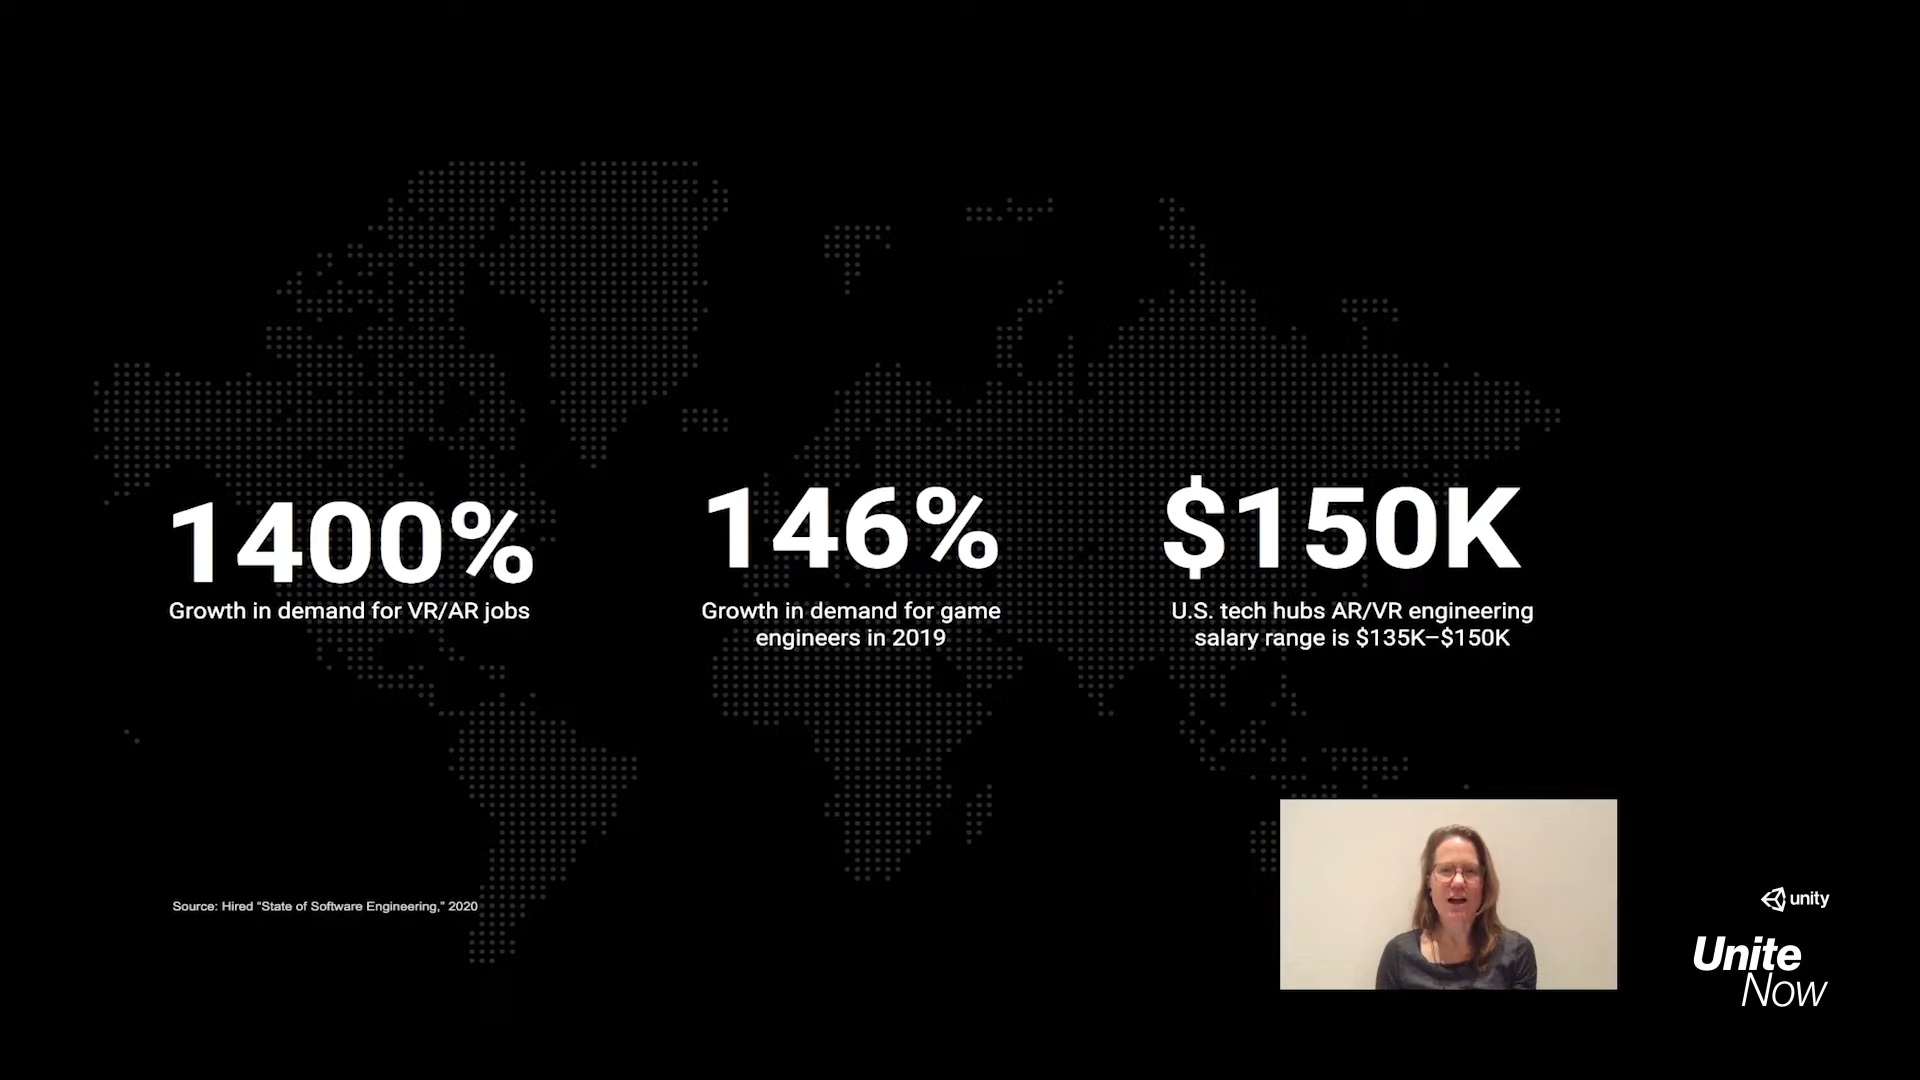 1400%
Growth in demand for VR/AR jobs
146%
Growth in demand for game
engineers in 2019
$150K
U.S. tech hubs AR/VR engineering
salary range is $135K–$150K
Source: Hired "State of Software Engineering," 2020
unity
Unite
Now